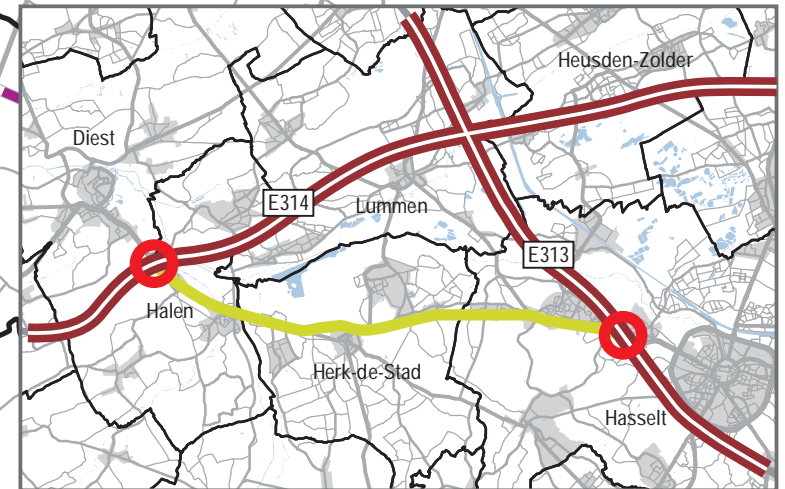 Heusden-Zolder
Diest
E314
Lummen
E313
Halen
Herk-de-Stad
Hasselt